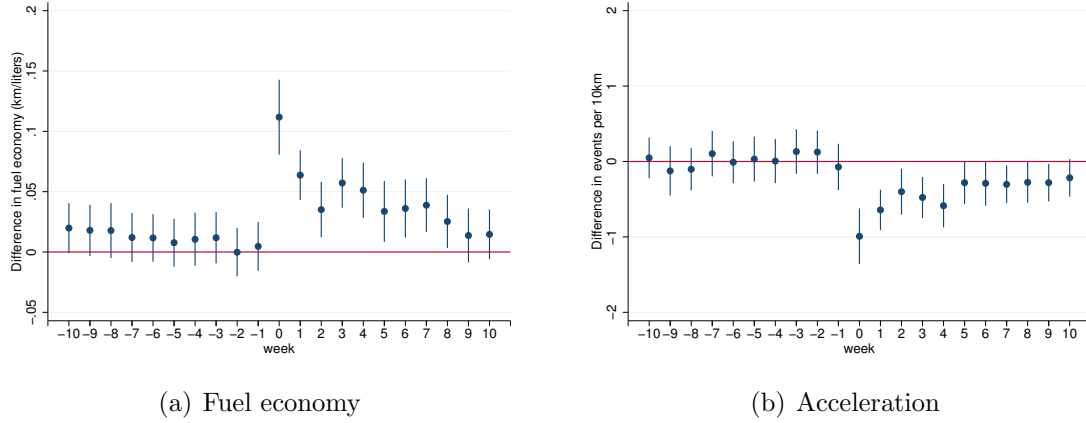 Difference in fuel economy (km/liters)
.2
.15
.1
.05
0
-.05
−10 −9 −8 −7 −6 −5 −4 −3 −2 −1 0 1 2 3 4 5 6 7 8 9 10
week
(a) Fuel economy
Difference in events per 10km
2
1
0
-1
-2
−10 −9 −8 −7 −6 −5 −4 −3 −2 −1 0 1 2 3 4 5 6 7 8 9 10
week
(b) Acceleration